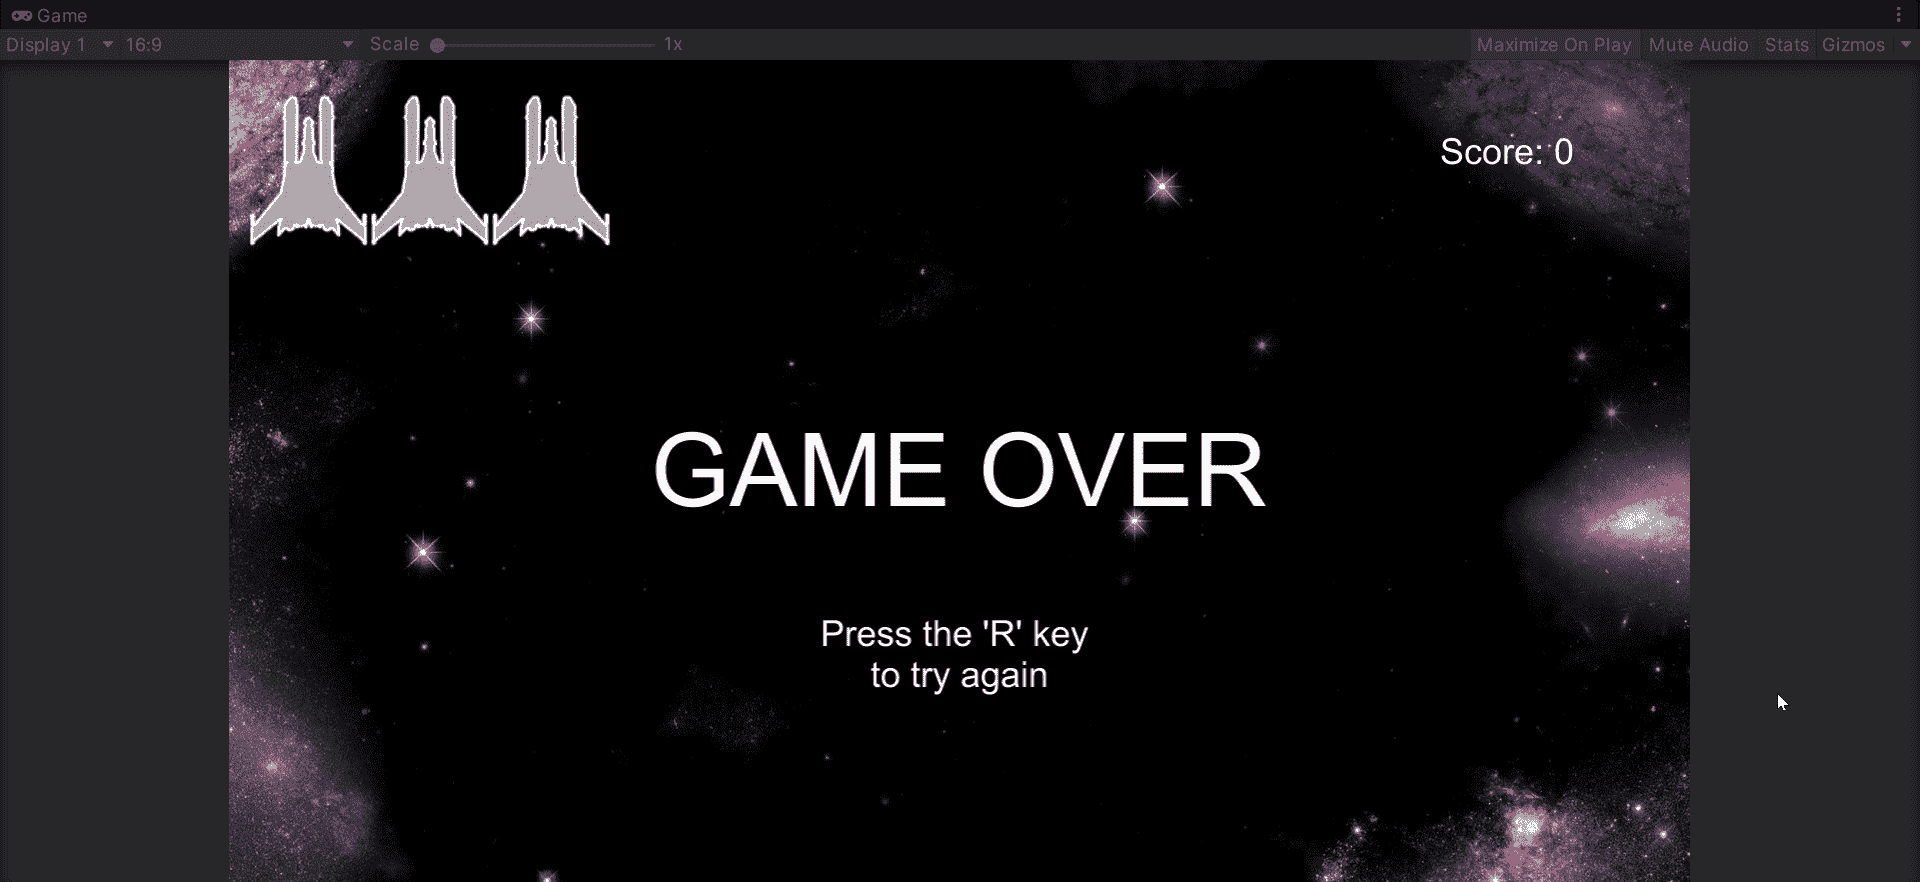 Game
Display 1 16:9 Scale 1x Maximize On Play Mute Audio Stats Gizmos
Score: 0
GAME OVER
Press the 'R' key
to try again